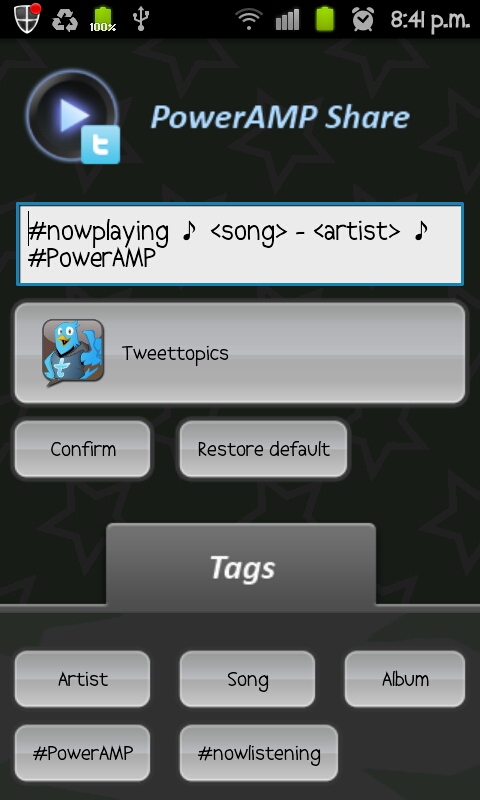 100% 8:41 p.m.
PowerAMP Share
t
#nowplaying ♪ <song> - <artist> ♪
#PowerAMP
Tweettopics
Confirm Restore default
Tags
Artist Song Album
#PowerAMP #nowlistening